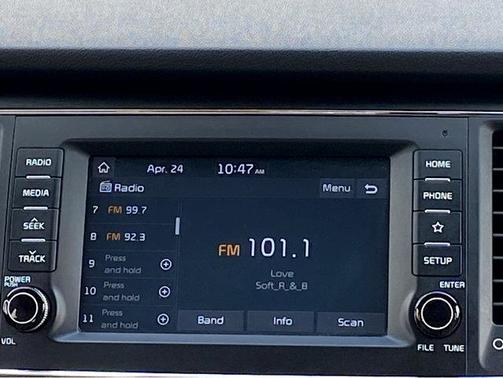 RADIO
MEDIA
SEEK
TRACK
POWER
PUSH
VOL
Apr. 24 10:47 AM
Radio Menu
7 FM 99.7
8 FM 92.3
9 Press
and hold
10 Press
and hold
11 Press
and hold
FM 101.1
Love
Soft_R_&_B
Band Info Scan
HOME
PHONE
SETUP
ENTER
FILE TUNE